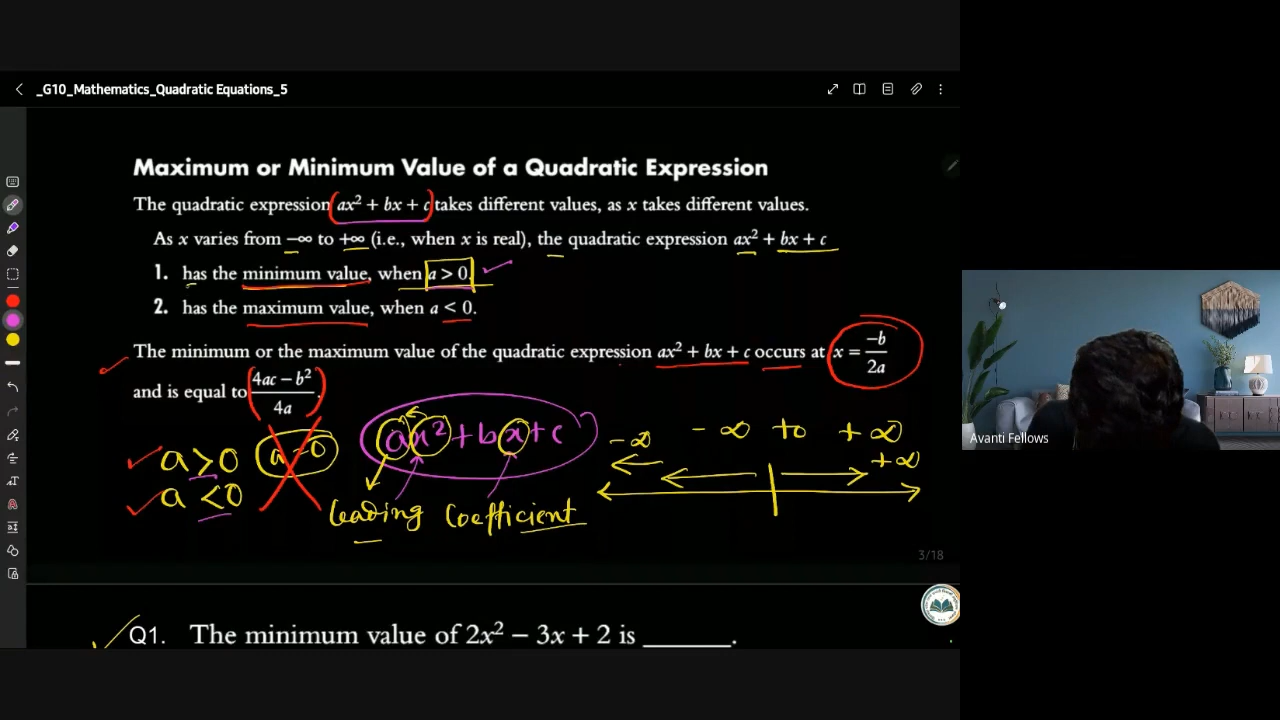 _G10_Mathematics_Quadratic Equations_5
Maximum or Minimum Value of a Quadratic Expression
The quadratic expression ax² + bx + c takes different values, as x takes different values.
As x varies from −∞ to +∞ (i.e., when x is real), the quadratic expression ax² + bx + c
1. has the minimum value, when a > 0.
2. has the maximum value, when a < 0.
The minimum or the maximum value of the quadratic expression ax² + bx + c occurs at x = −b/2a
and is equal to (4ac − b²)/4a.
a>0 a=0 ax²+bx+c −∞ −∞ to +∞ +∞
a<0
leading coefficient
3/18
Q1. The minimum value of 2x² − 3x + 2 is ______.
Avanti Fellows